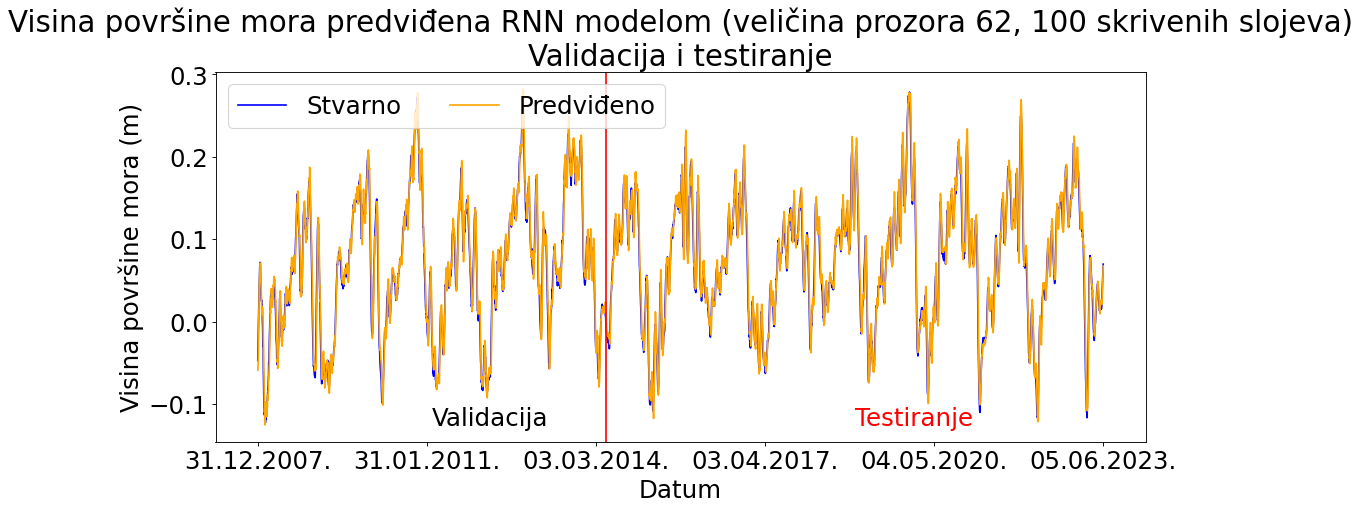 Visina površine mora predviđena RNN modelom (veličina prozora 62, 100 skrivenih slojeva)
Validacija i testiranje
Stvarno
Predviđeno
Visina površine mora (m)
0.3
0.2
0.1
0.0
−0.1
Validacija
Testiranje
31.12.2007.
31.01.2011.
03.03.2014.
03.04.2017.
04.05.2020.
05.06.2023.
Datum